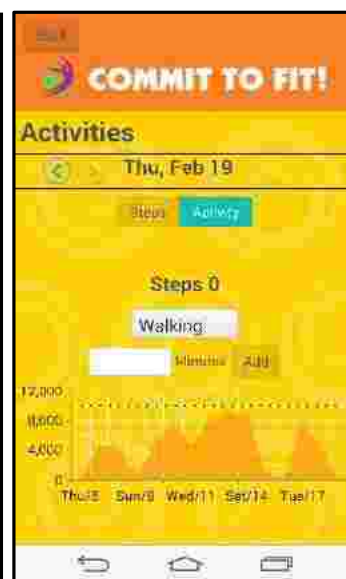 COMMIT TO FIT!
Activities
Thu, Feb 19
Steps Activity
Steps 0
Walking
Minutes Add
12,000
8,000
4,000
0
Thu/5 Sun/8 Wed/11 Sat/14 Tue/17